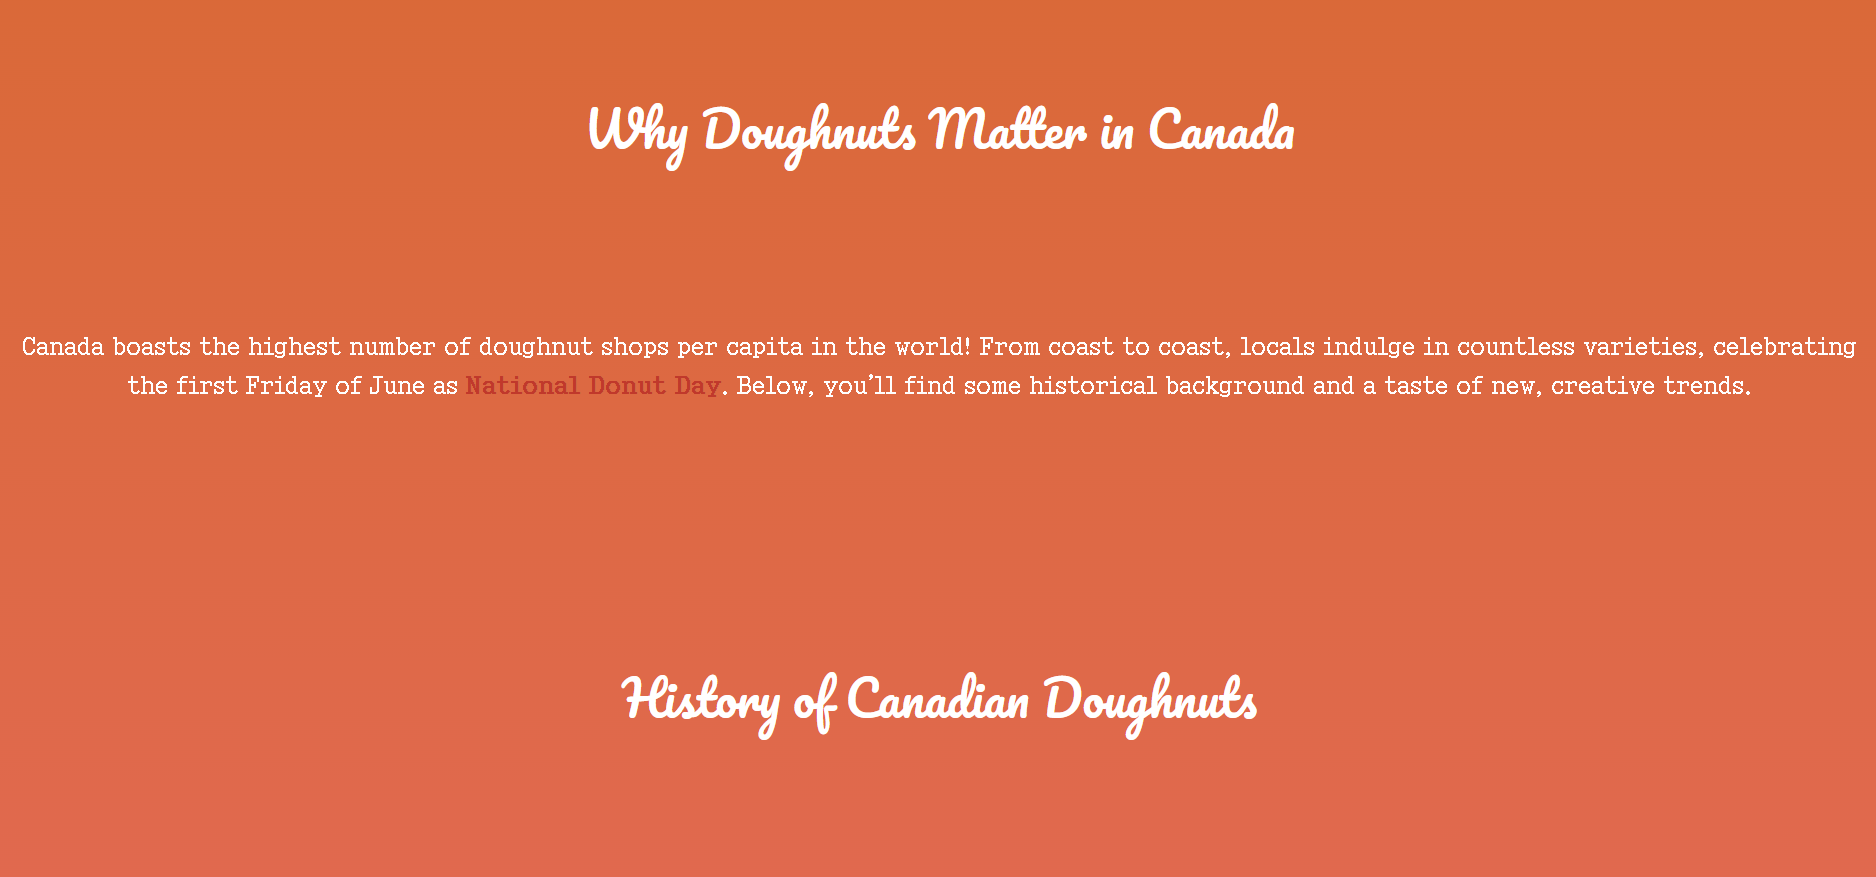 Why Doughnuts Matter in Canada
Canada boasts the highest number of doughnut shops per capita in the world! From coast to coast, locals indulge in countless varieties, celebrating
the first Friday of June as National Donut Day. Below, you’ll find some historical background and a taste of new, creative trends.
History of Canadian Doughnuts